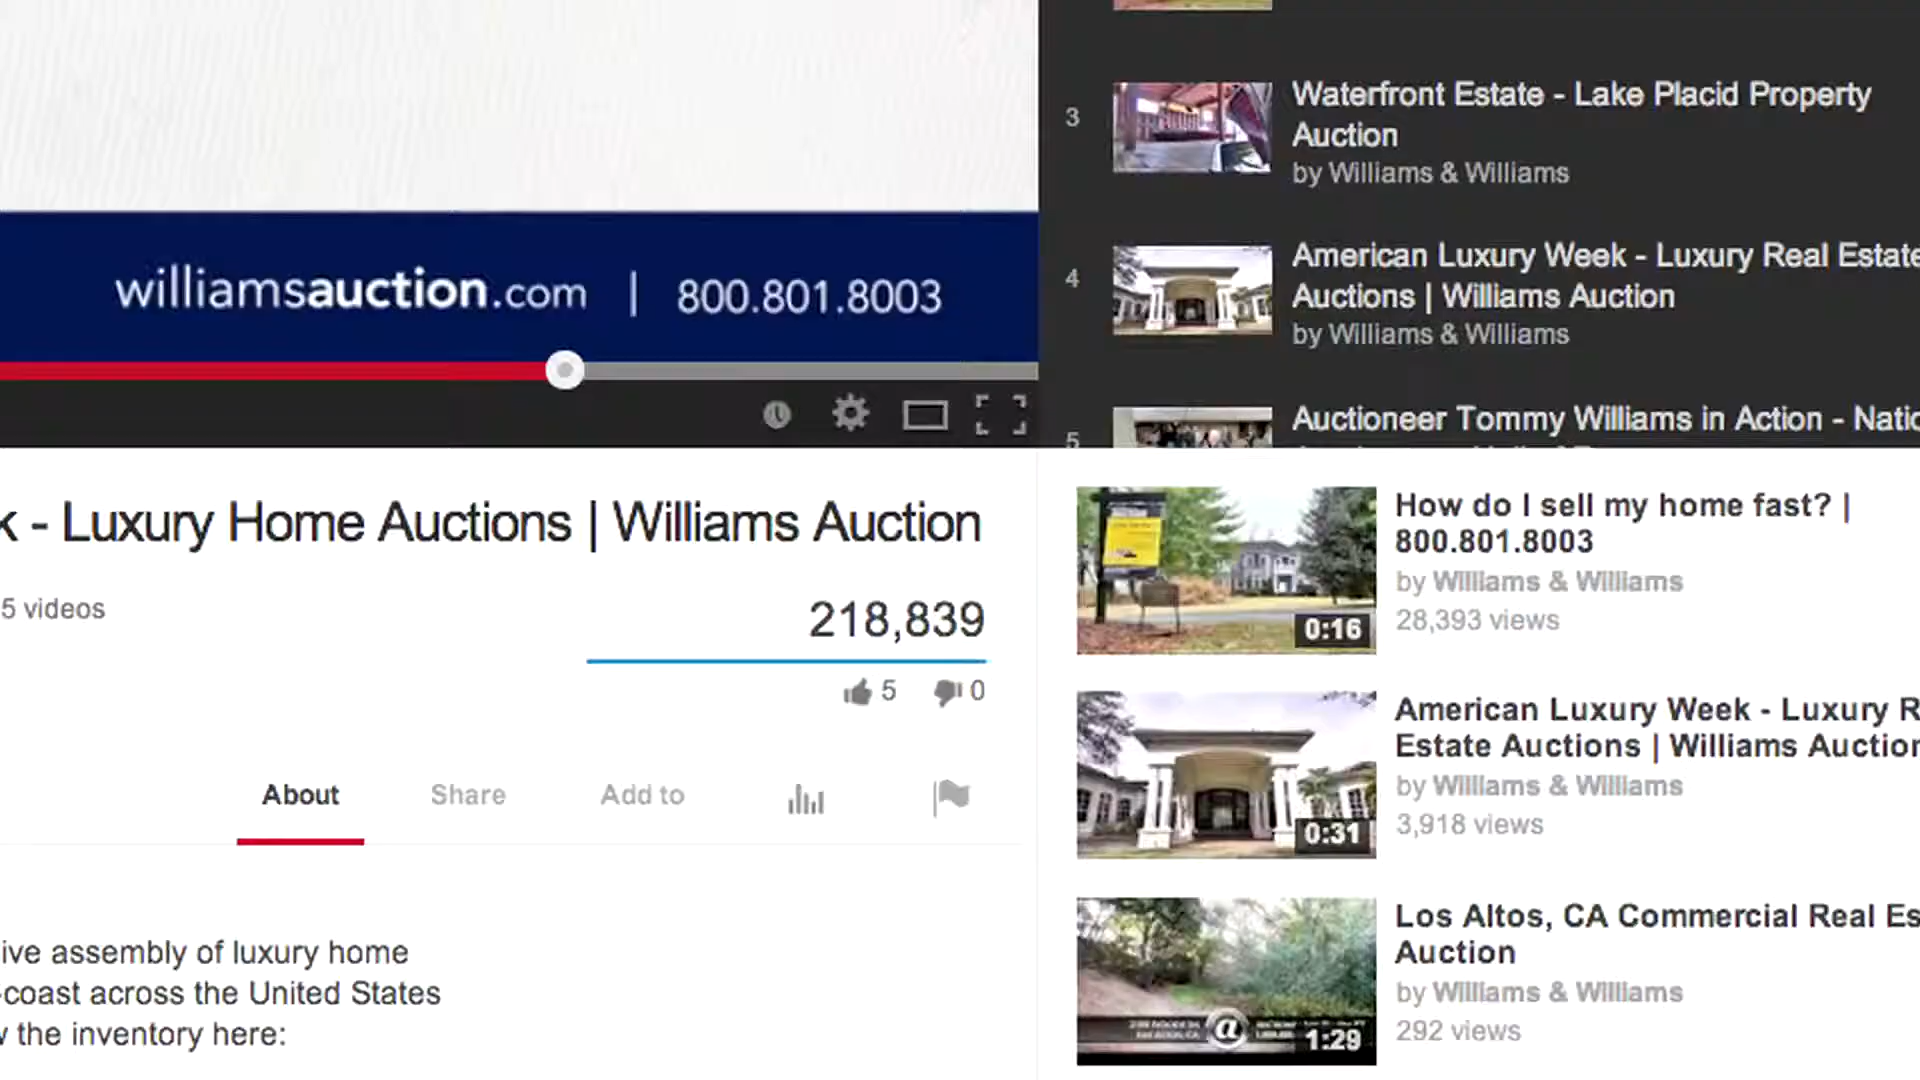 williamsauction.com | 800.801.8003
k - Luxury Home Auctions | Williams Auction
5 videos
218,839
5 0
About Share Add to
ive assembly of luxury home
-coast across the United States
w the inventory here:
3
Waterfront Estate - Lake Placid Property
Auction
by Williams & Williams
4
American Luxury Week - Luxury Real Estate
Auctions | Williams Auction
by Williams & Williams
5
Auctioneer Tommy Williams in Action - Natio
How do I sell my home fast? |
800.801.8003
by Williams & Williams
28,393 views
0:16
American Luxury Week - Luxury R
Estate Auctions | Williams Auction
by Williams & Williams
3,918 views
0:31
Los Altos, CA Commercial Real Es
Auction
by Williams & Williams
292 views
@
1:29